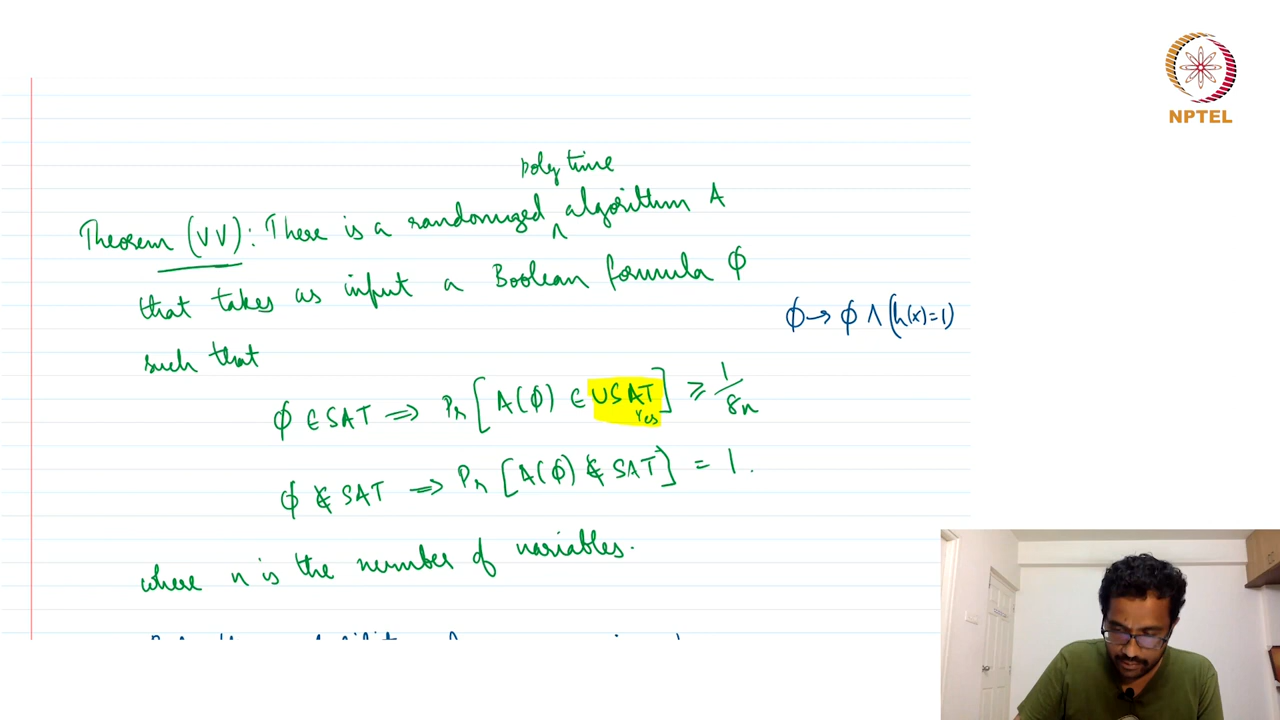 NPTEL
poly time
Theorem (VV): There is a randomized ^ algorithm A
that takes as input a Boolean formula ϕ
ϕ → ϕ ∧ (h(x)=1)
such that
ϕ ∈ SAT ⟹ Pr [A(ϕ) ∈ USAT Yes] ≥ 1/8n
ϕ ∉ SAT ⟹ Pr [A(ϕ) ∉ SAT] = 1.
where n is the number of variables.